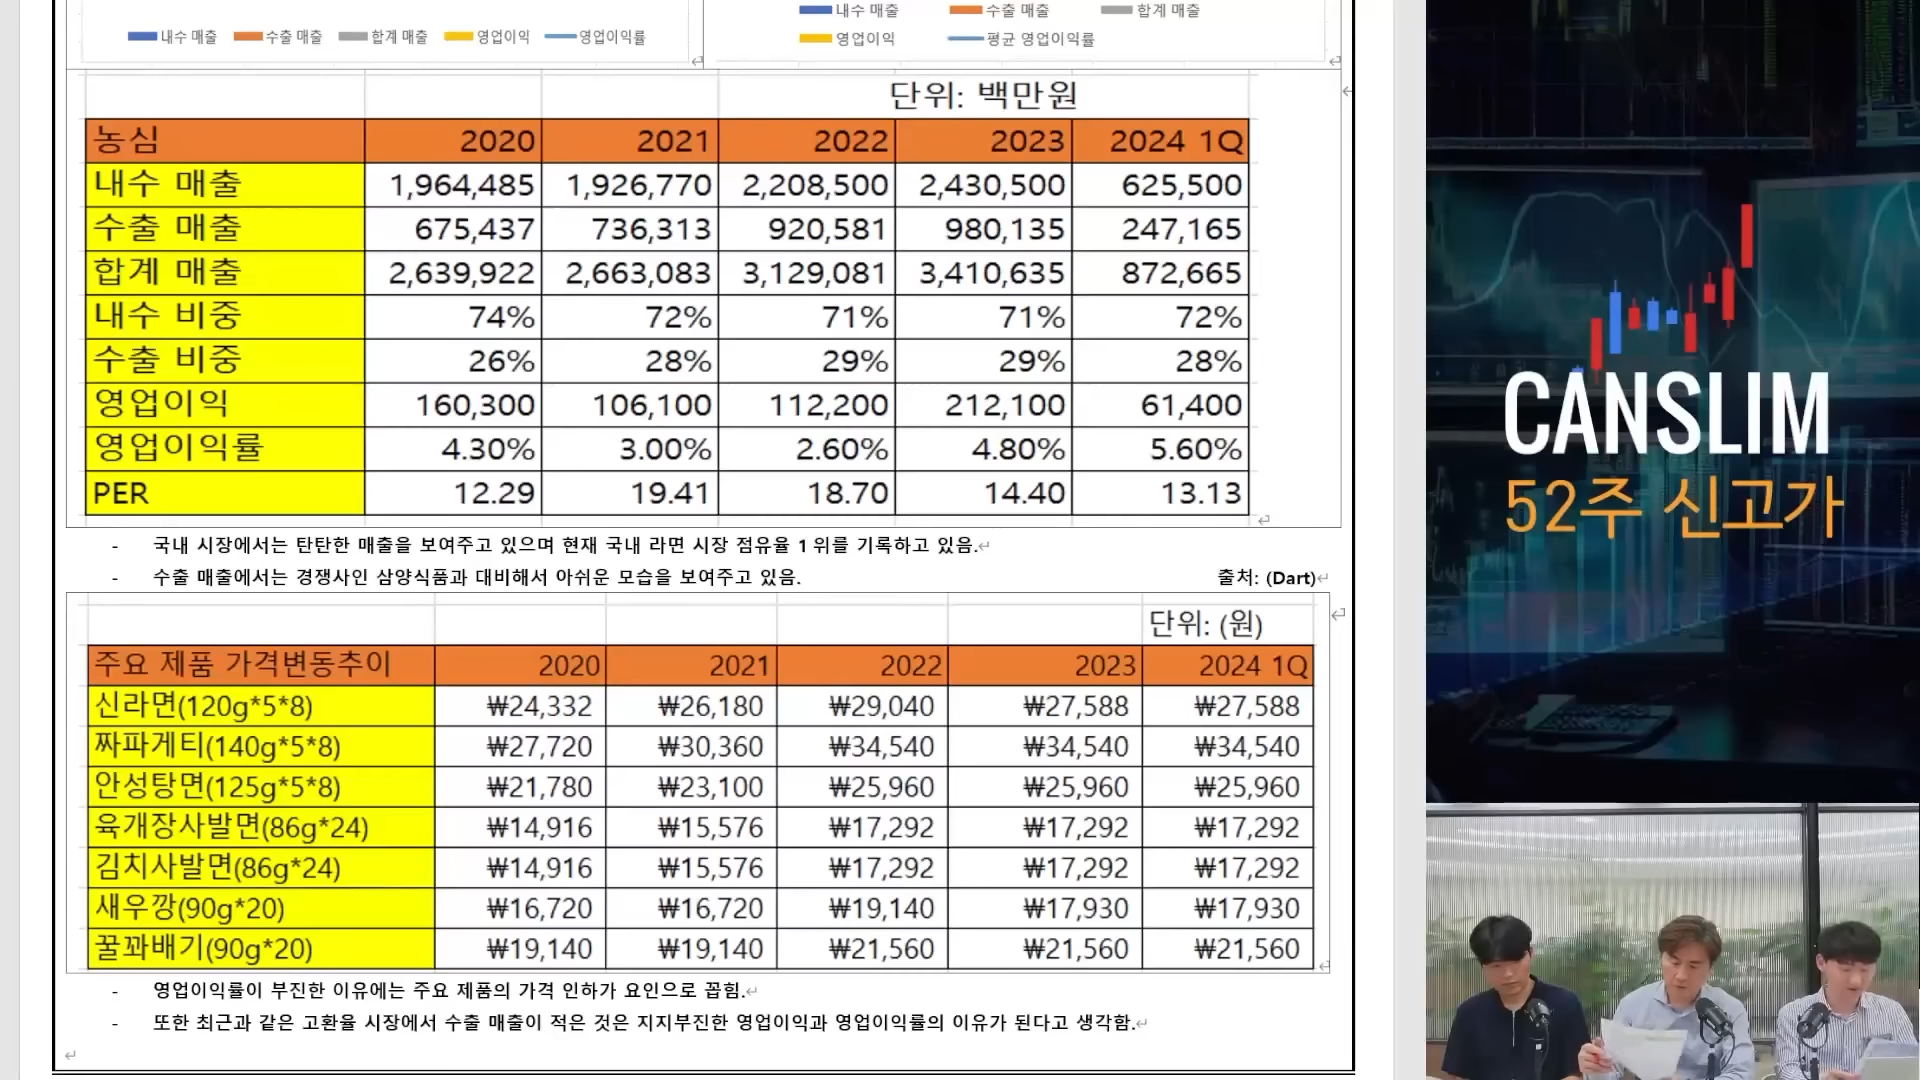 내수 매출 수출 매출 합계 매출 영업이익 영업이익률
내수 매출 수출 매출 합계 매출
영업이익 평균 영업이익률
단위: 백만원
농심 2020 2021 2022 2023 2024 1Q
내수 매출 1,964,485 1,926,770 2,208,500 2,430,500 625,500
수출 매출 675,437 736,313 920,581 980,135 247,165
합계 매출 2,639,922 2,663,083 3,129,081 3,410,635 872,665
내수 비중 74% 72% 71% 71% 72%
수출 비중 26% 28% 29% 29% 28%
영업이익 160,300 106,100 112,200 212,100 61,400
영업이익률 4.30% 3.00% 2.60% 4.80% 5.60%
PER 12.29 19.41 18.70 14.40 13.13
- 국내 시장에서는 탄탄한 매출을 보여주고 있으며 현재 국내 라면 시장 점유율 1 위를 기록하고 있음.
- 수출 매출에서는 경쟁사인 삼양식품과 대비해서 아쉬운 모습을 보여주고 있음. 출처: (Dart)
단위: (원)
주요 제품 가격변동추이 2020 2021 2022 2023 2024 1Q
신라면(120g*5*8) ₩24,332 ₩26,180 ₩29,040 ₩27,588 ₩27,588
짜파게티(140g*5*8) ₩27,720 ₩30,360 ₩34,540 ₩34,540 ₩34,540
안성탕면(125g*5*8) ₩21,780 ₩23,100 ₩25,960 ₩25,960 ₩25,960
육개장사발면(86g*24) ₩14,916 ₩15,576 ₩17,292 ₩17,292 ₩17,292
김치사발면(86g*24) ₩14,916 ₩15,576 ₩17,292 ₩17,292 ₩17,292
새우깡(90g*20) ₩16,720 ₩16,720 ₩19,140 ₩17,930 ₩17,930
꿀꽈배기(90g*20) ₩19,140 ₩19,140 ₩21,560 ₩21,560 ₩21,560
- 영업이익률이 부진한 이유에는 주요 제품의 가격 인하가 요인으로 꼽힘.
- 또한 최근과 같은 고환율 시장에서 수출 매출이 적은 것은 지지부진한 영업이익과 영업이익률의 이유가 된다고 생각함.
CANSLIM
52주 신고가